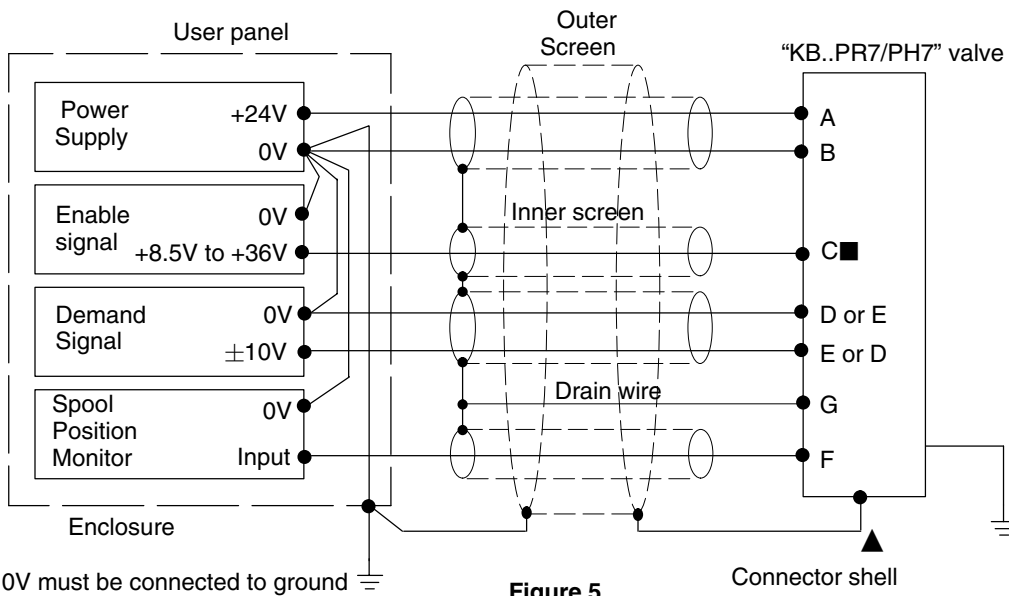 User panel
Outer
Screen
“KB..PR7/PH7” valve
Power
Supply
+24V
0V
A
B
Enable
signal
0V
+8.5V to +36V
Inner screen
C■
Demand
Signal
0V
±10V
D or E
E or D
Drain wire
G
Spool
Position
Monitor
0V
Input
F
Enclosure
0V must be connected to ground
Figure 5
▲
Connector shell